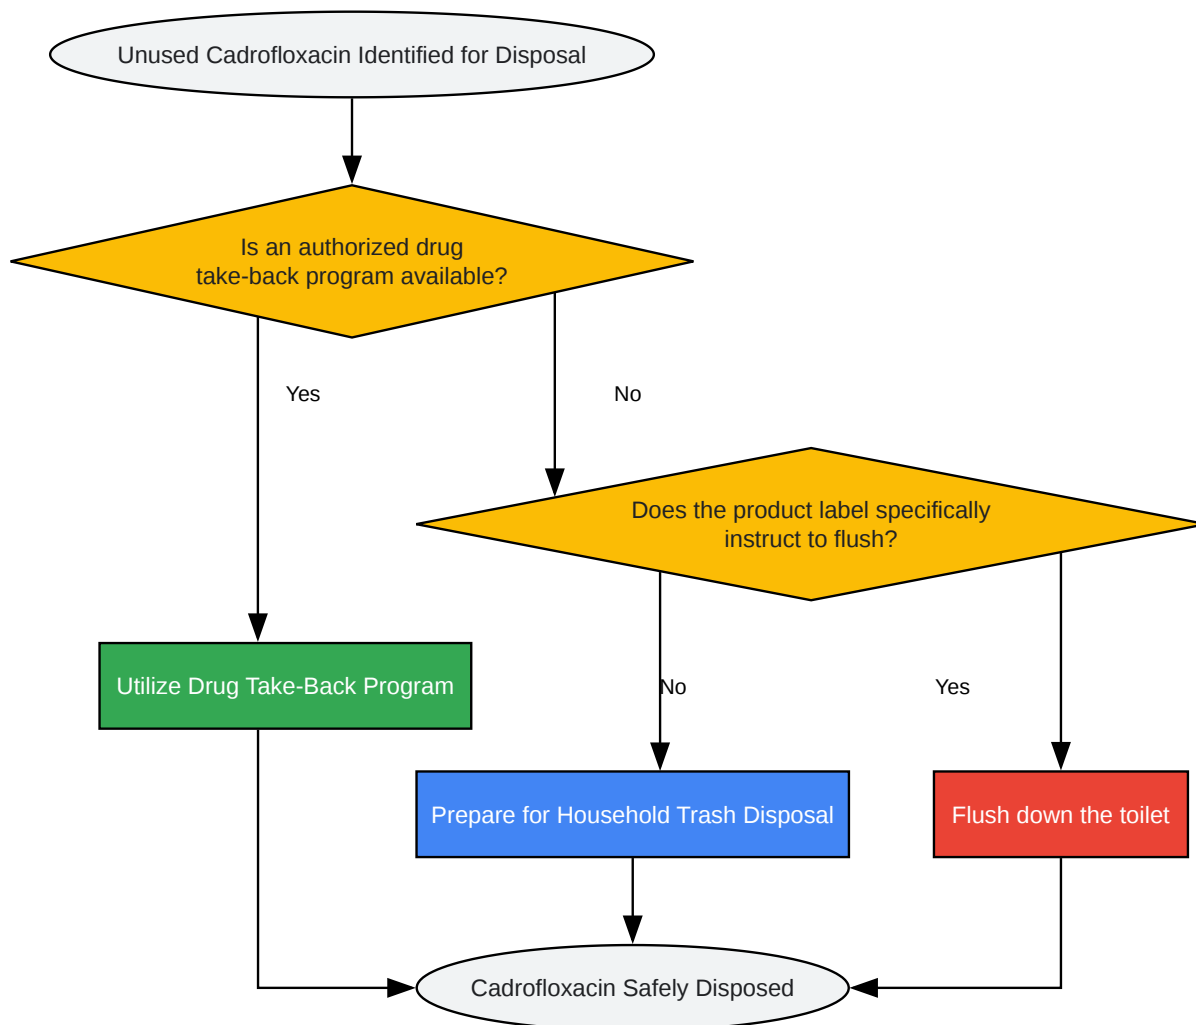 Unused Cadrofloxacin Identified for Disposal
Is an authorized drug
take-back program available?
Yes
No
Does the product label specifically
instruct to flush?
Utilize Drug Take-Back Program
No
Yes
Prepare for Household Trash Disposal
Flush down the toilet
Cadrofloxacin Safely Disposed